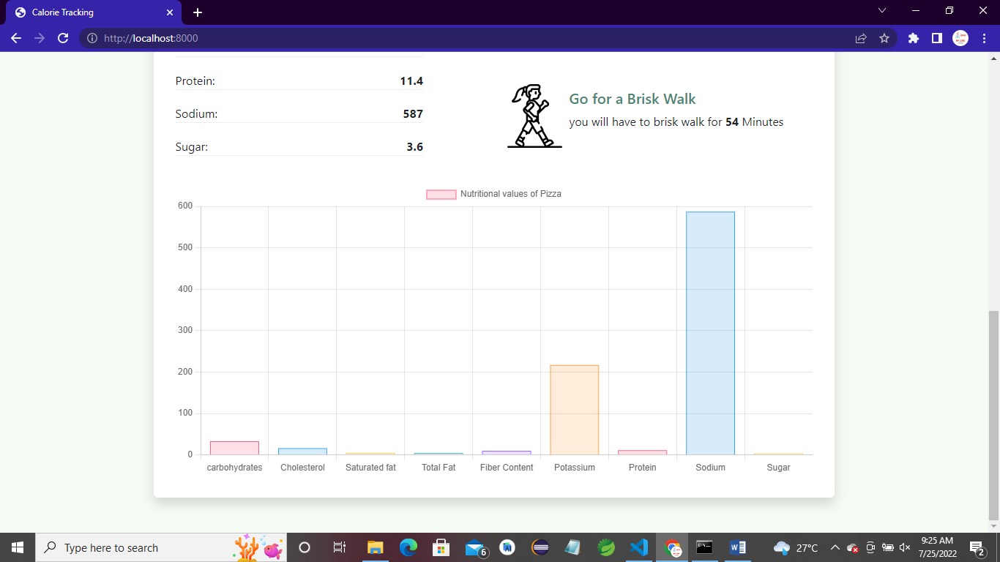 Calorie Tracking
http://localhost:8000
Protein: 11.4
Sodium: 587
Sugar: 3.6
Go for a Brisk Walk
you will have to brisk walk for 54 Minutes
Nutritional values of Pizza
600
500
400
300
200
100
0
carbohydrates Cholesterol Saturated fat Total Fat Fiber Content Potassium Protein Sodium Sugar
Type here to search
6
27°C
9:25 AM
7/25/2022
2